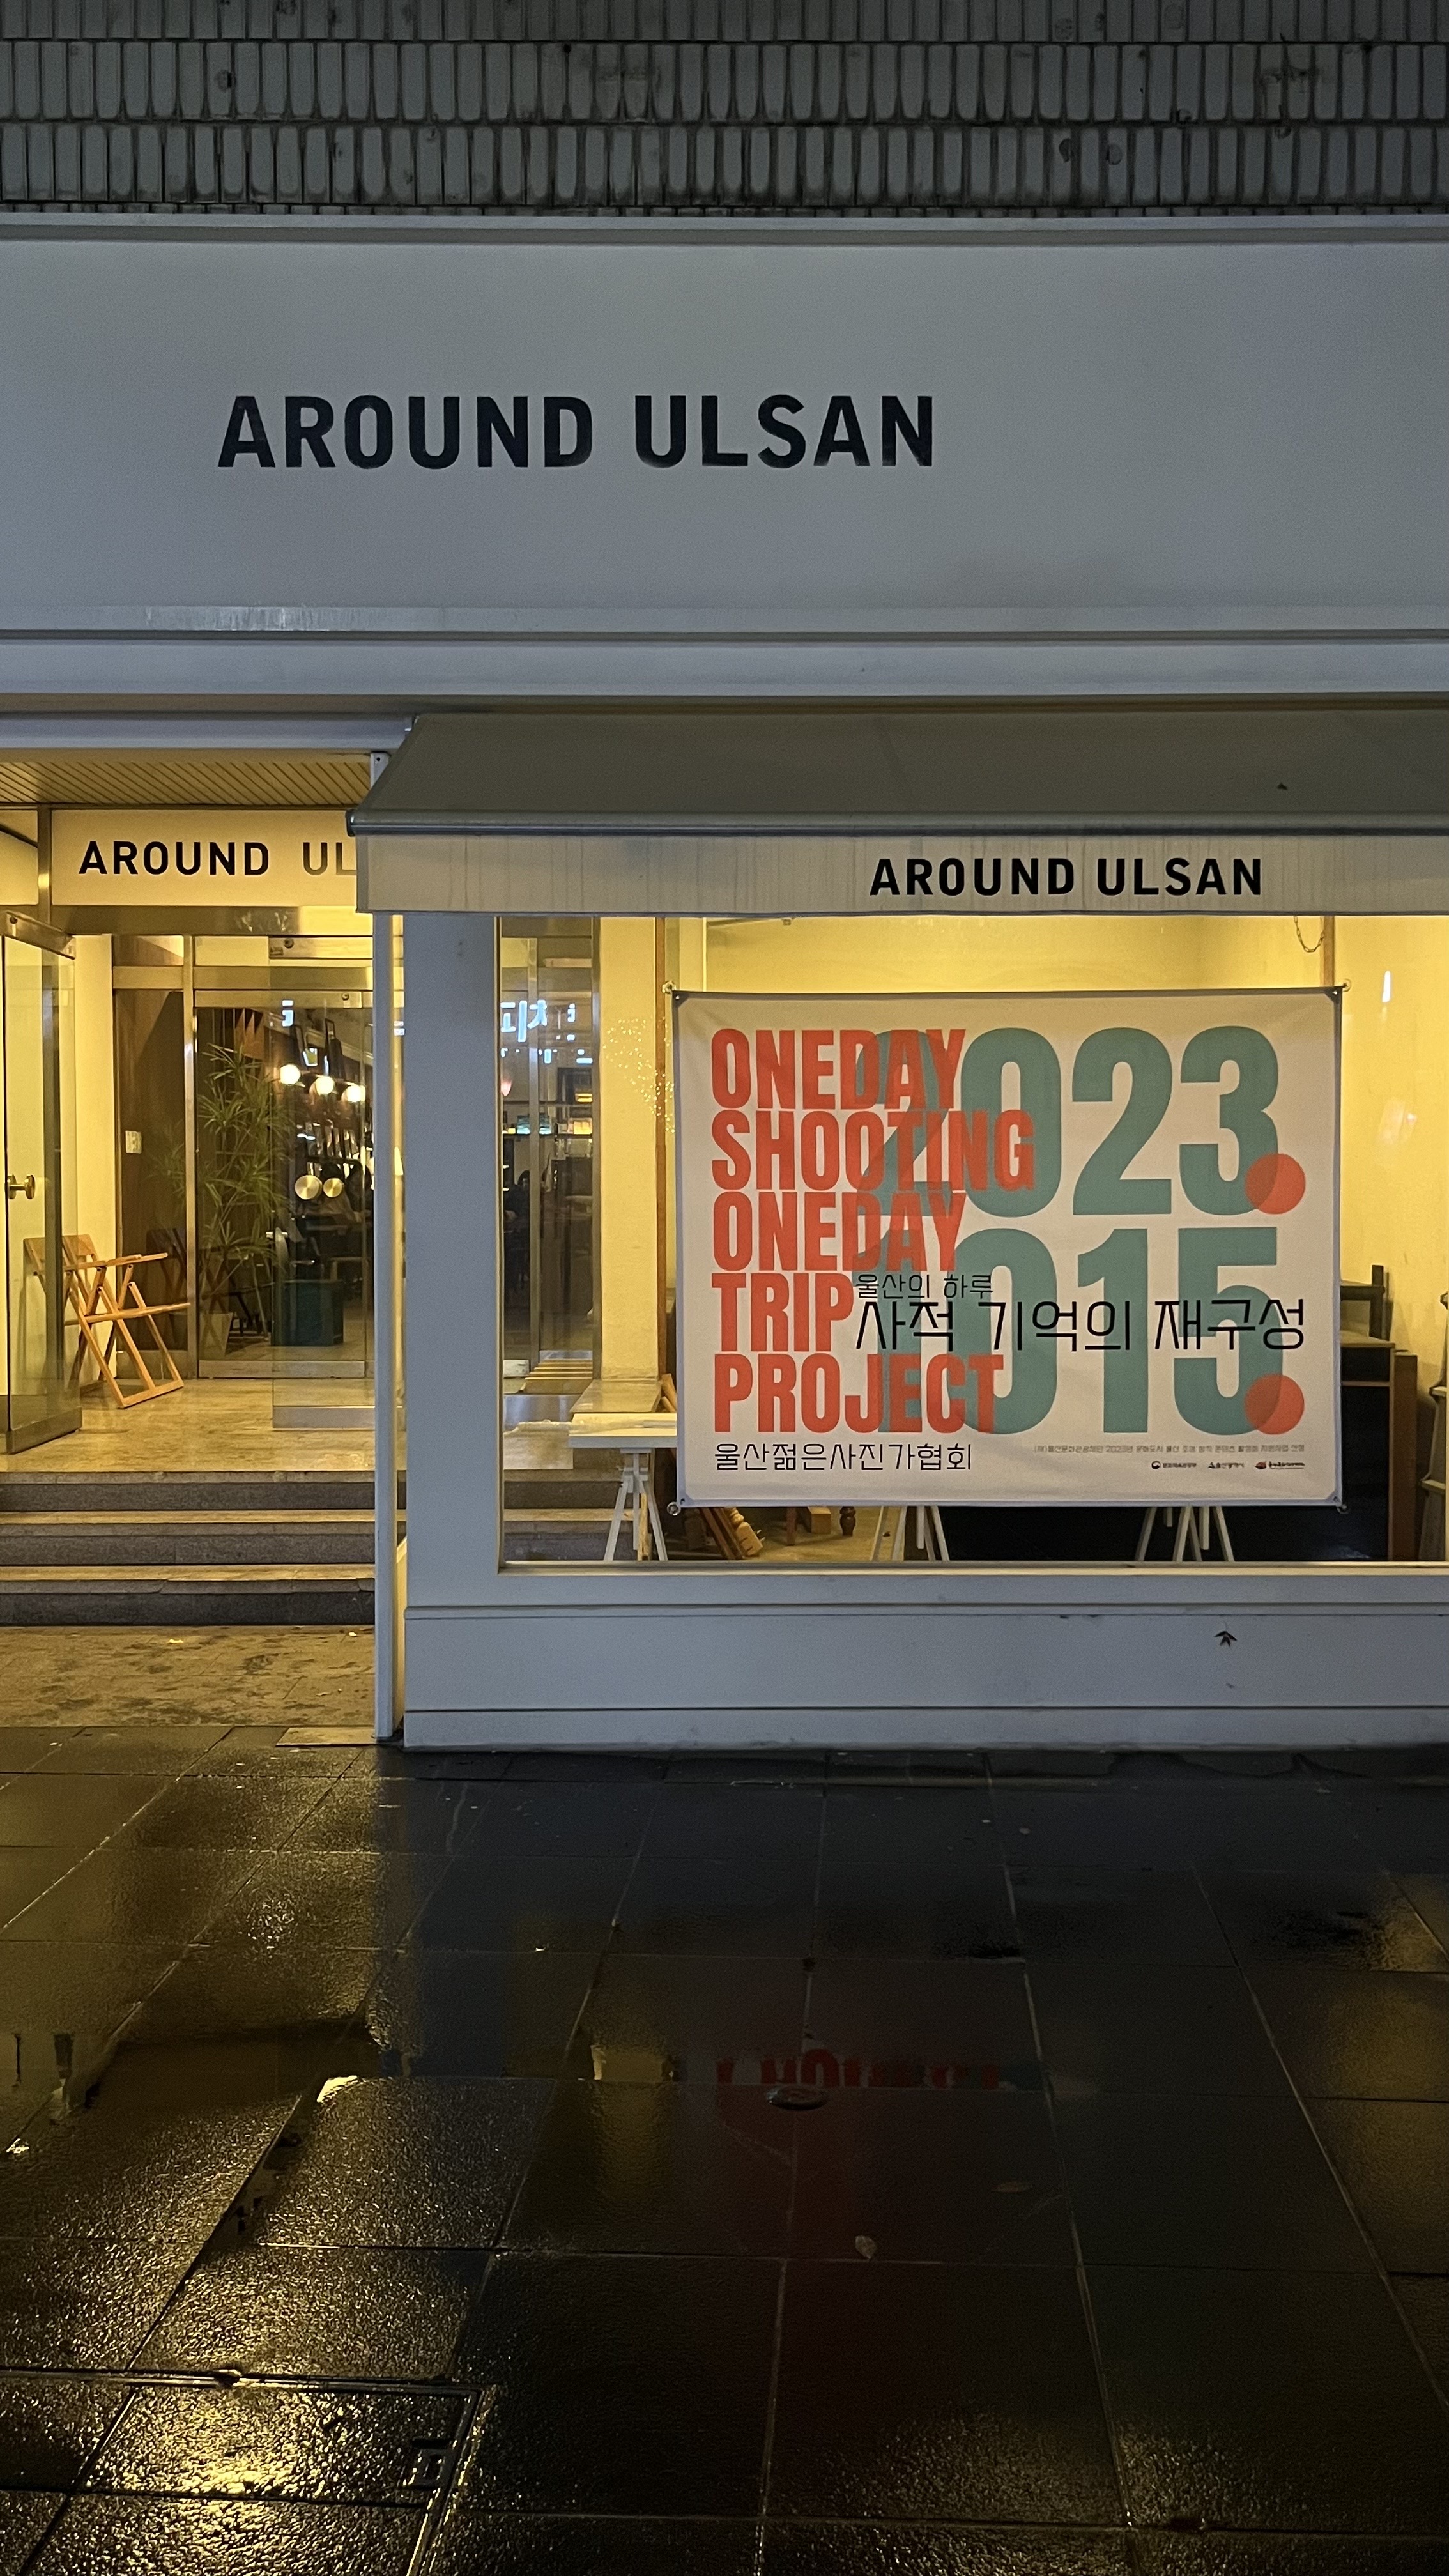 AROUND ULSAN
AROUND UL
AROUND ULSAN
ONEDAY
SHOOTING
ONEDAY
TRIP
PROJECT
2023.
1015.
울산의 하루
사적 기억의 재구성
울산젊은사진가협회